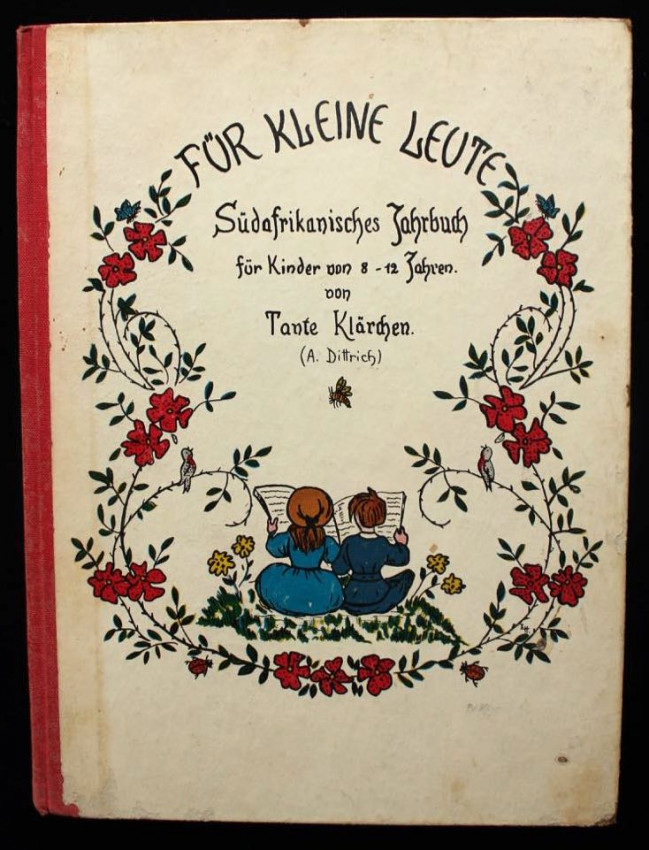 FÜR KLEINE LEUTE
Südafrikanisches Jahrbuch
für Kinder von 8 - 12 Jahren.
von
Tante Klärchen.
(A. Dittrich)